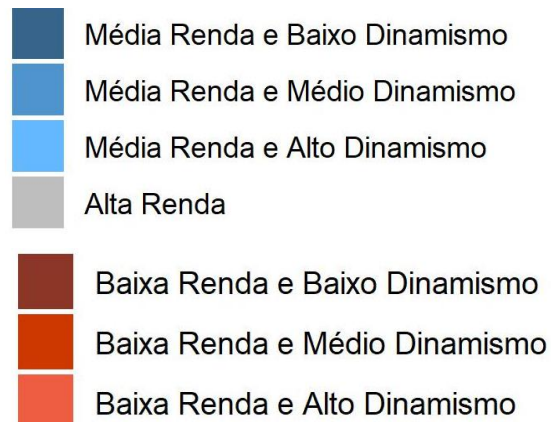 Média Renda e Baixo Dinamismo
Média Renda e Médio Dinamismo
Média Renda e Alto Dinamismo
Alta Renda
Baixa Renda e Baixo Dinamismo
Baixa Renda e Médio Dinamismo
Baixa Renda e Alto Dinamismo